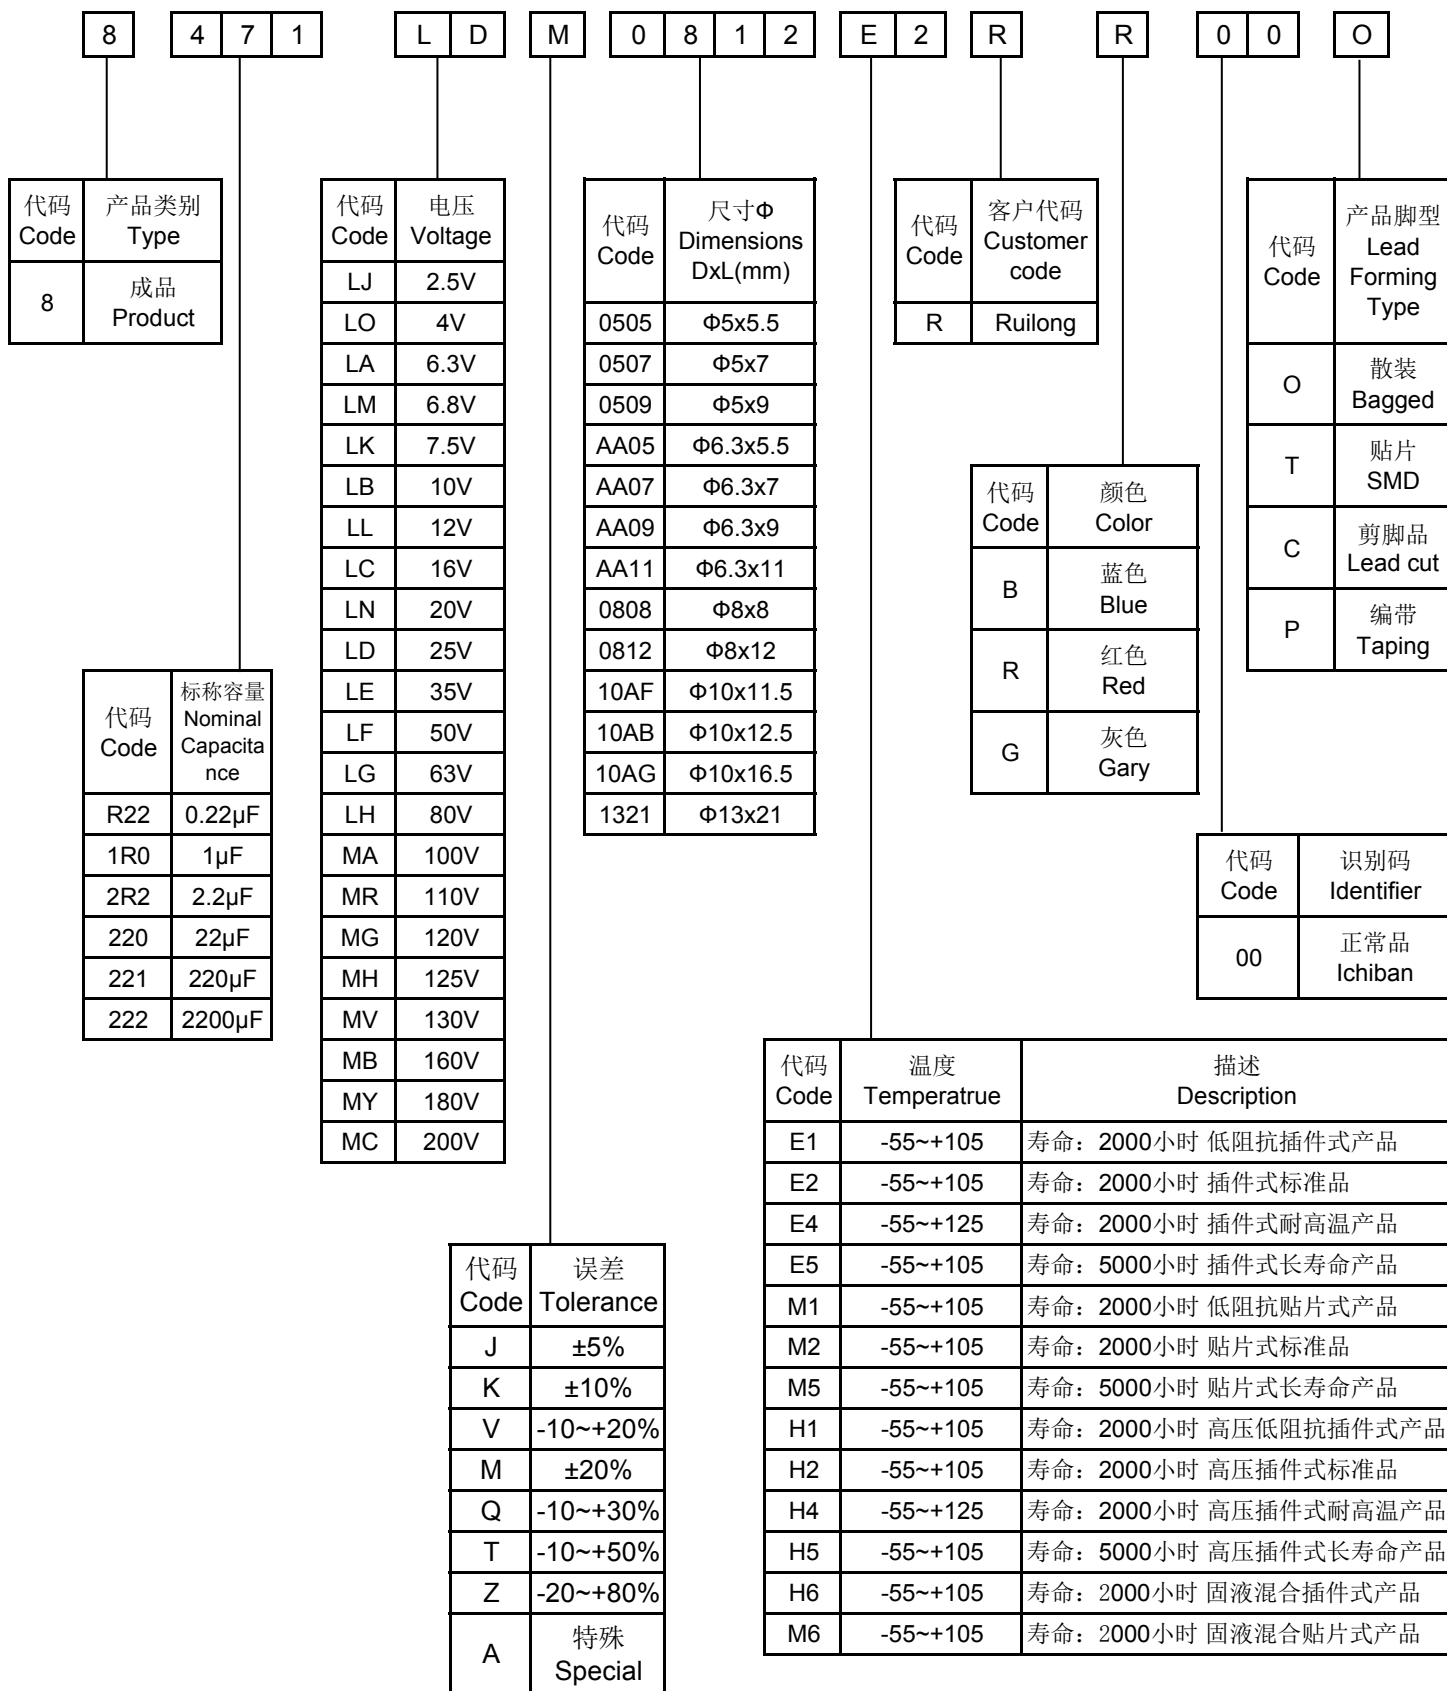 8 4 7 1 L D M 0 8 1 2 E 2 R R 0 0 O
代码 产品类别
Code Type
8 成品
Product
代码 电压
Code Voltage
LJ 2.5V
LO 4V
LA 6.3V
LM 6.8V
LK 7.5V
LB 10V
LL 12V
LC 16V
LN 20V
LD 25V
LE 35V
LF 50V
LG 63V
LH 80V
MA 100V
MR 110V
MG 120V
MH 125V
MV 130V
MB 160V
MY 180V
MC 200V
代码 尺寸Φ
Code Dimensions
DxL(mm)
0505 Φ5x5.5
0507 Φ5x7
0509 Φ5x9
AA05 Φ6.3x5.5
AA07 Φ6.3x7
AA09 Φ6.3x9
AA11 Φ6.3x11
0808 Φ8x8
0812 Φ8x12
10AF Φ10x11.5
10AB Φ10x12.5
10AG Φ10x16.5
1321 Φ13x21
代码 客户代码
Code Customer
code
R Ruilong
代码 产品脚型
Code Lead
Forming
Type
O 散装
Bagged
T 贴片
SMD
C 剪脚品
Lead cut
P 编带
Taping
代码 颜色
Code Color
B 蓝色
Blue
R 红色
Red
G 灰色
Gary
代码 标称容量
Code Nominal
Capacita
nce
R22 0.22μF
1R0 1μF
2R2 2.2μF
220 22μF
221 220μF
222 2200μF
代码 识别码
Code Identifier
00 正常品
Ichiban
代码 温度 描述
Code Temperatrue Description
E1 -55~+105 寿命：2000小时 低阻抗插件式产品
E2 -55~+105 寿命：2000小时 插件式标准品
E4 -55~+125 寿命：2000小时 插件式耐高温产品
E5 -55~+105 寿命：5000小时 插件式长寿命产品
M1 -55~+105 寿命：2000小时 低阻抗贴片式产品
M2 -55~+105 寿命：2000小时 贴片式标准品
M5 -55~+105 寿命：5000小时 贴片式长寿命产品
H1 -55~+105 寿命：2000小时 高压低阻抗插件式产品
H2 -55~+105 寿命：2000小时 高压插件式标准品
H4 -55~+125 寿命：2000小时 高压插件式耐高温产品
H5 -55~+105 寿命：5000小时 高压插件式长寿命产品
H6 -55~+105 寿命：2000小时 固液混合插件式产品
M6 -55~+105 寿命：2000小时 固液混合贴片式产品
代码 误差
Code Tolerance
J ±5%
K ±10%
V -10~+20%
M ±20%
Q -10~+30%
T -10~+50%
Z -20~+80%
A 特殊
Special